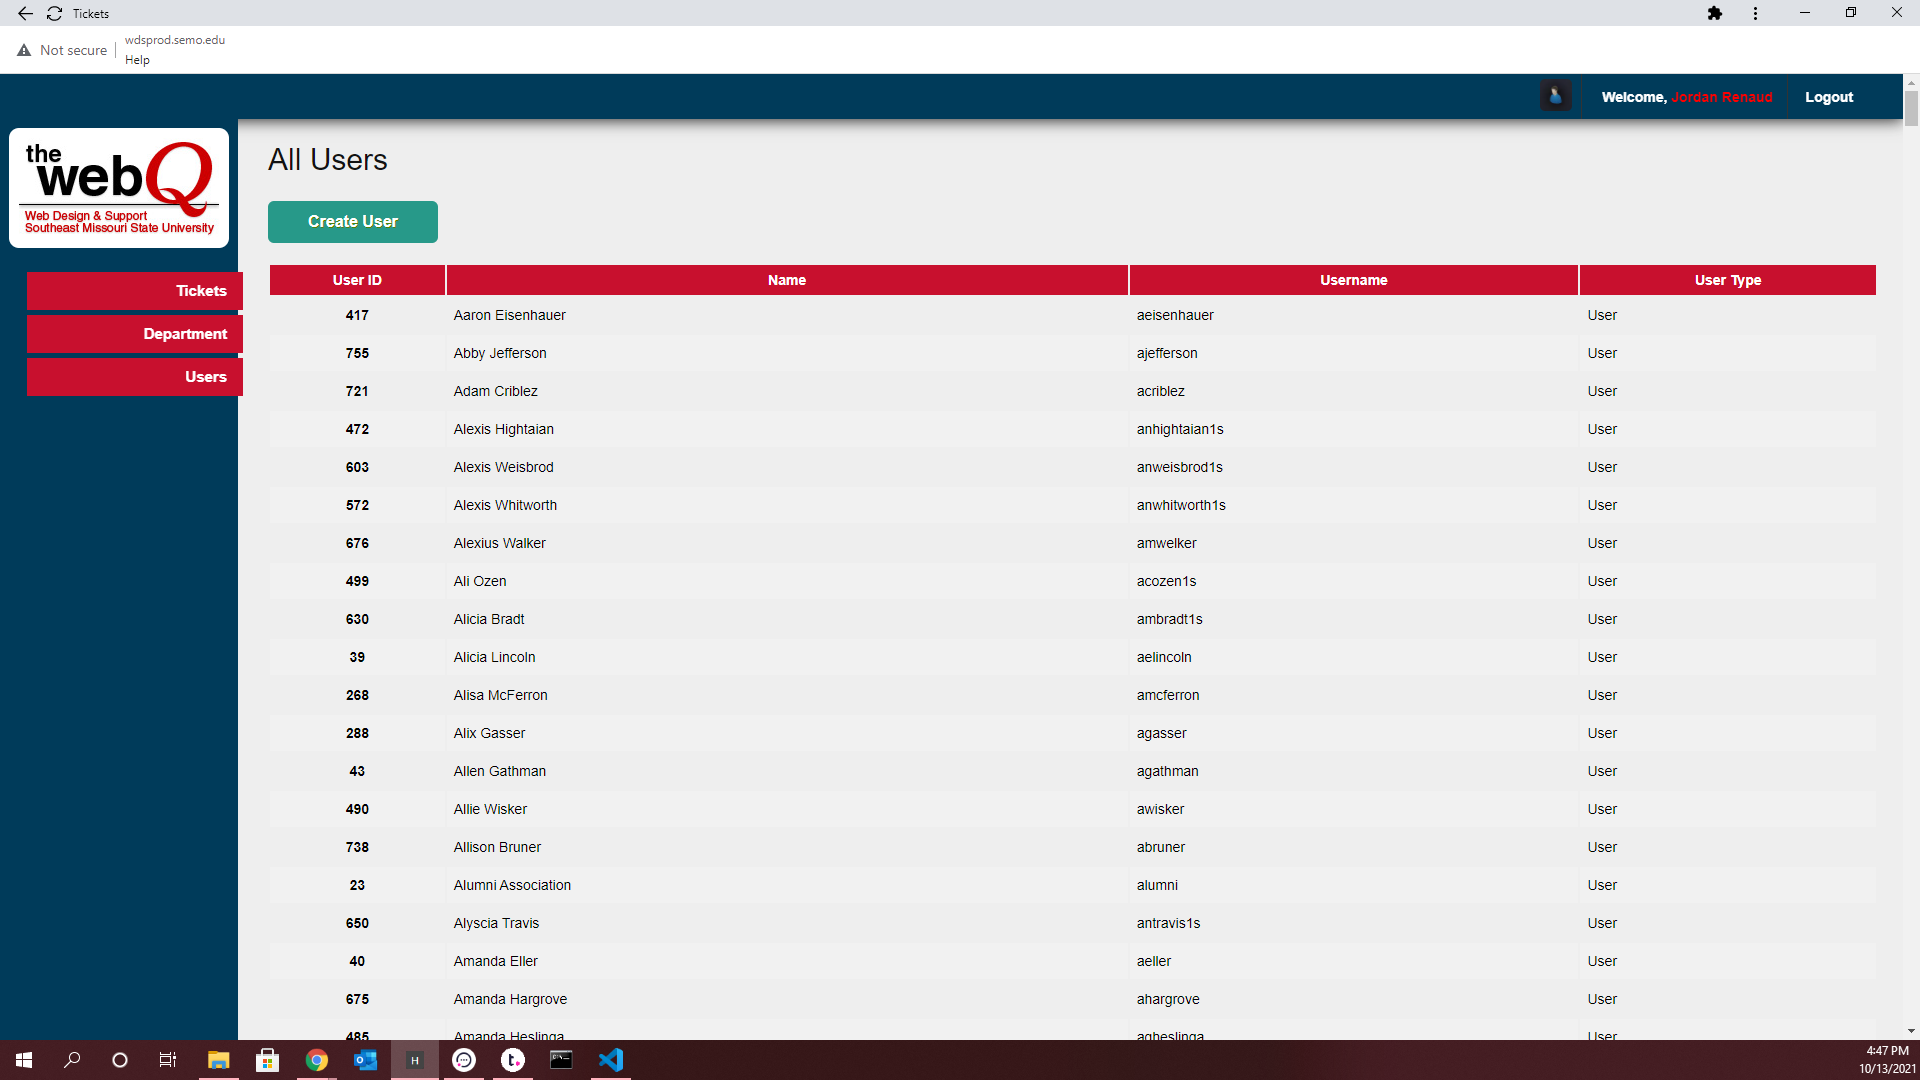 Tickets
Not secure
wdsprod.semo.edu
Help
Welcome, Jordan Renaud
Logout
the
webQ
Web Design & Support
Southeast Missouri State University
Tickets
Department
Users
All Users
Create User
User ID Name Username User Type
417 Aaron Eisenhauer aeisenhauer User
755 Abby Jefferson ajefferson User
721 Adam Criblez acriblez User
472 Alexis Hightaian anhightaian1s User
603 Alexis Weisbrod anweisbrod1s User
572 Alexis Whitworth anwhitworth1s User
676 Alexius Walker amwelker User
499 Ali Ozen acozen1s User
630 Alicia Bradt ambradt1s User
39 Alicia Lincoln aelincoln User
268 Alisa McFerron amcferron User
288 Alix Gasser agasser User
43 Allen Gathman agathman User
490 Allie Wisker awisker User
738 Allison Bruner abruner User
23 Alumni Association alumni User
650 Alyscia Travis antravis1s User
40 Amanda Eller aeller User
675 Amanda Hargrove ahargrove User
485 Amanda Heslinga agheslinga User
H
t.
4:47 PM
10/13/2021